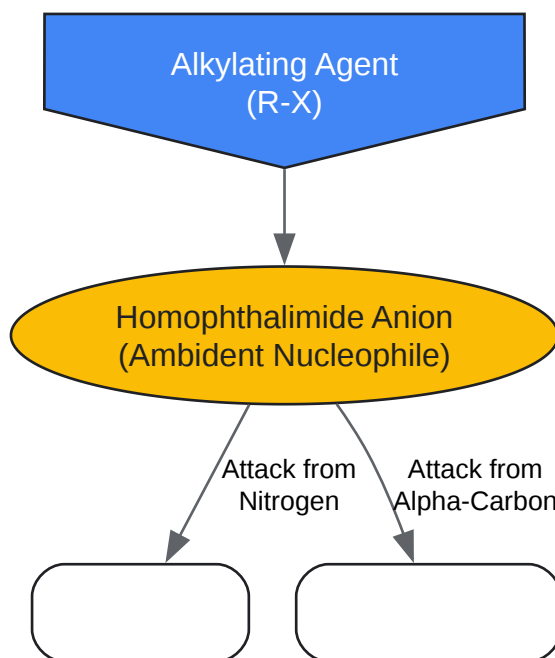 Alkylating Agent
(R-X)
Homophthalimide Anion
(Ambident Nucleophile)
Attack from
Nitrogen
Attack from
Alpha-Carbon